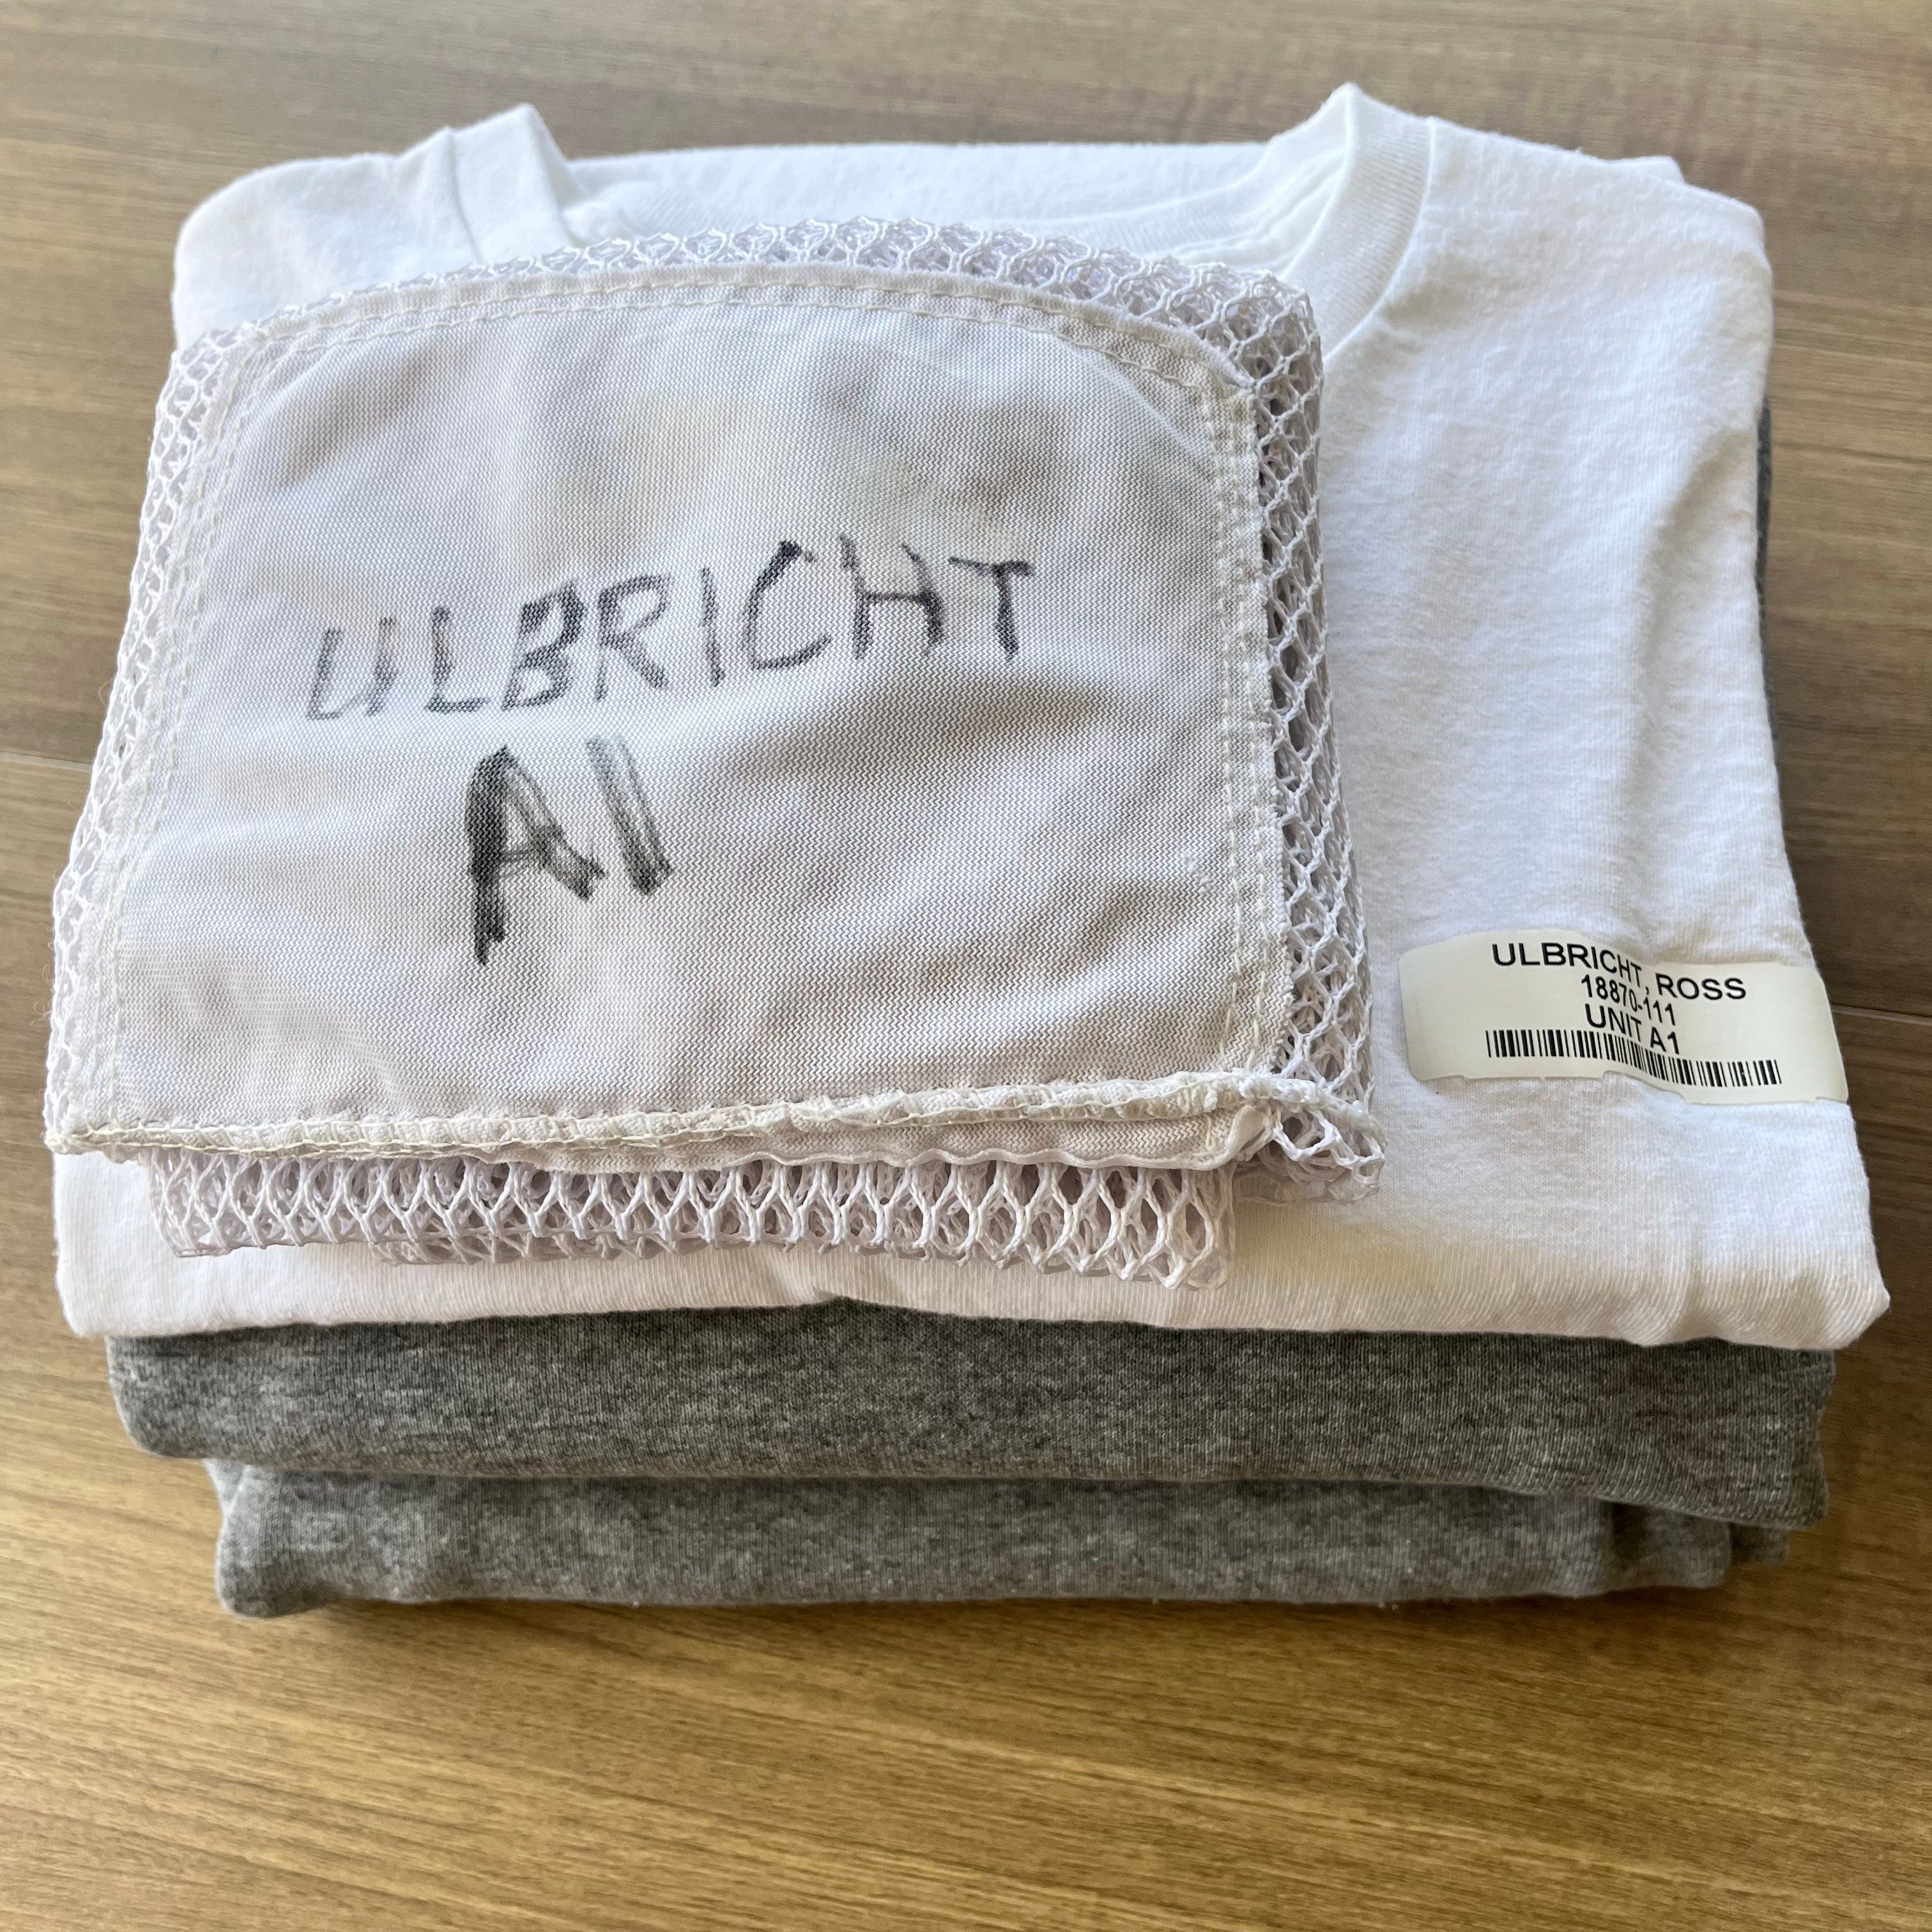 ULBRICHT
A1
ULBRICHT, ROSS
18870-111
UNIT A1